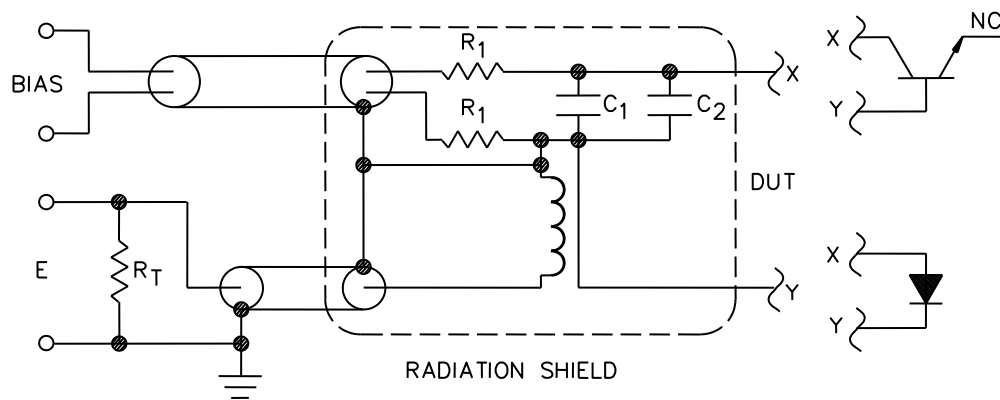 BIAS
R1
R1
C1
C2
X
Y
DUT
E
RT
RADIATION SHIELD
X
Y
NC
X
Y